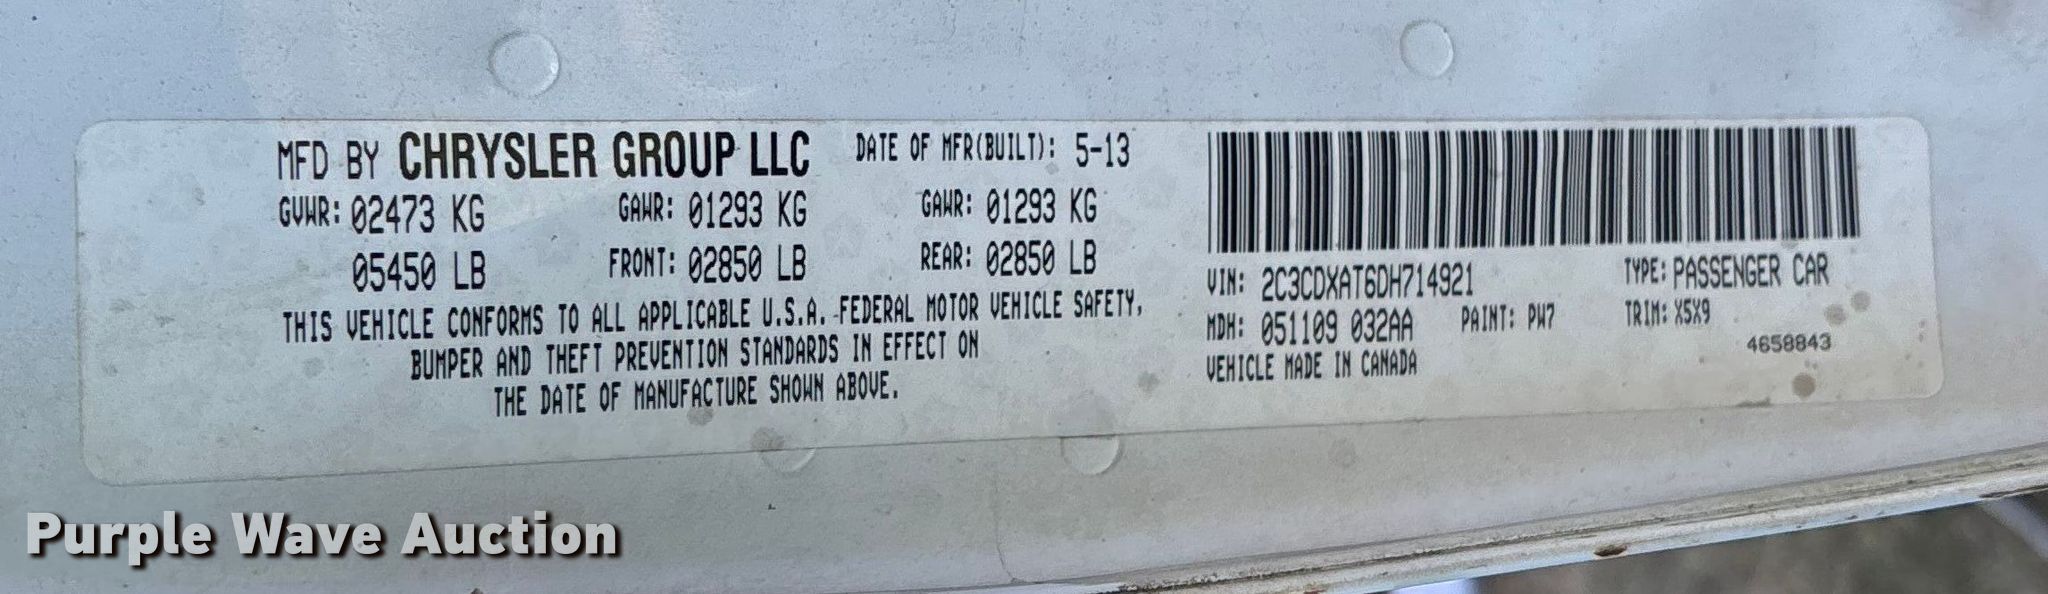 MFD BY CHRYSLER GROUP LLC DATE OF MFR(BUILT): 5-13
GVWR: 02473 KG GAWR: 01293 KG GAWR: 01293 KG
05450 LB FRONT: 02850 LB REAR: 02850 LB
THIS VEHICLE CONFORMS TO ALL APPLICABLE U.S.A. FEDERAL MOTOR VEHICLE SAFETY,
BUMPER AND THEFT PREVENTION STANDARDS IN EFFECT ON
THE DATE OF MANUFACTURE SHOWN ABOVE.
VIN: 2C3CDXAT6DH714921 TYPE: PASSENGER CAR
MDH: 051109 032AA PAINT: PW7 TRIM: X5X9
VEHICLE MADE IN CANADA 4658843
Purple Wave Auction